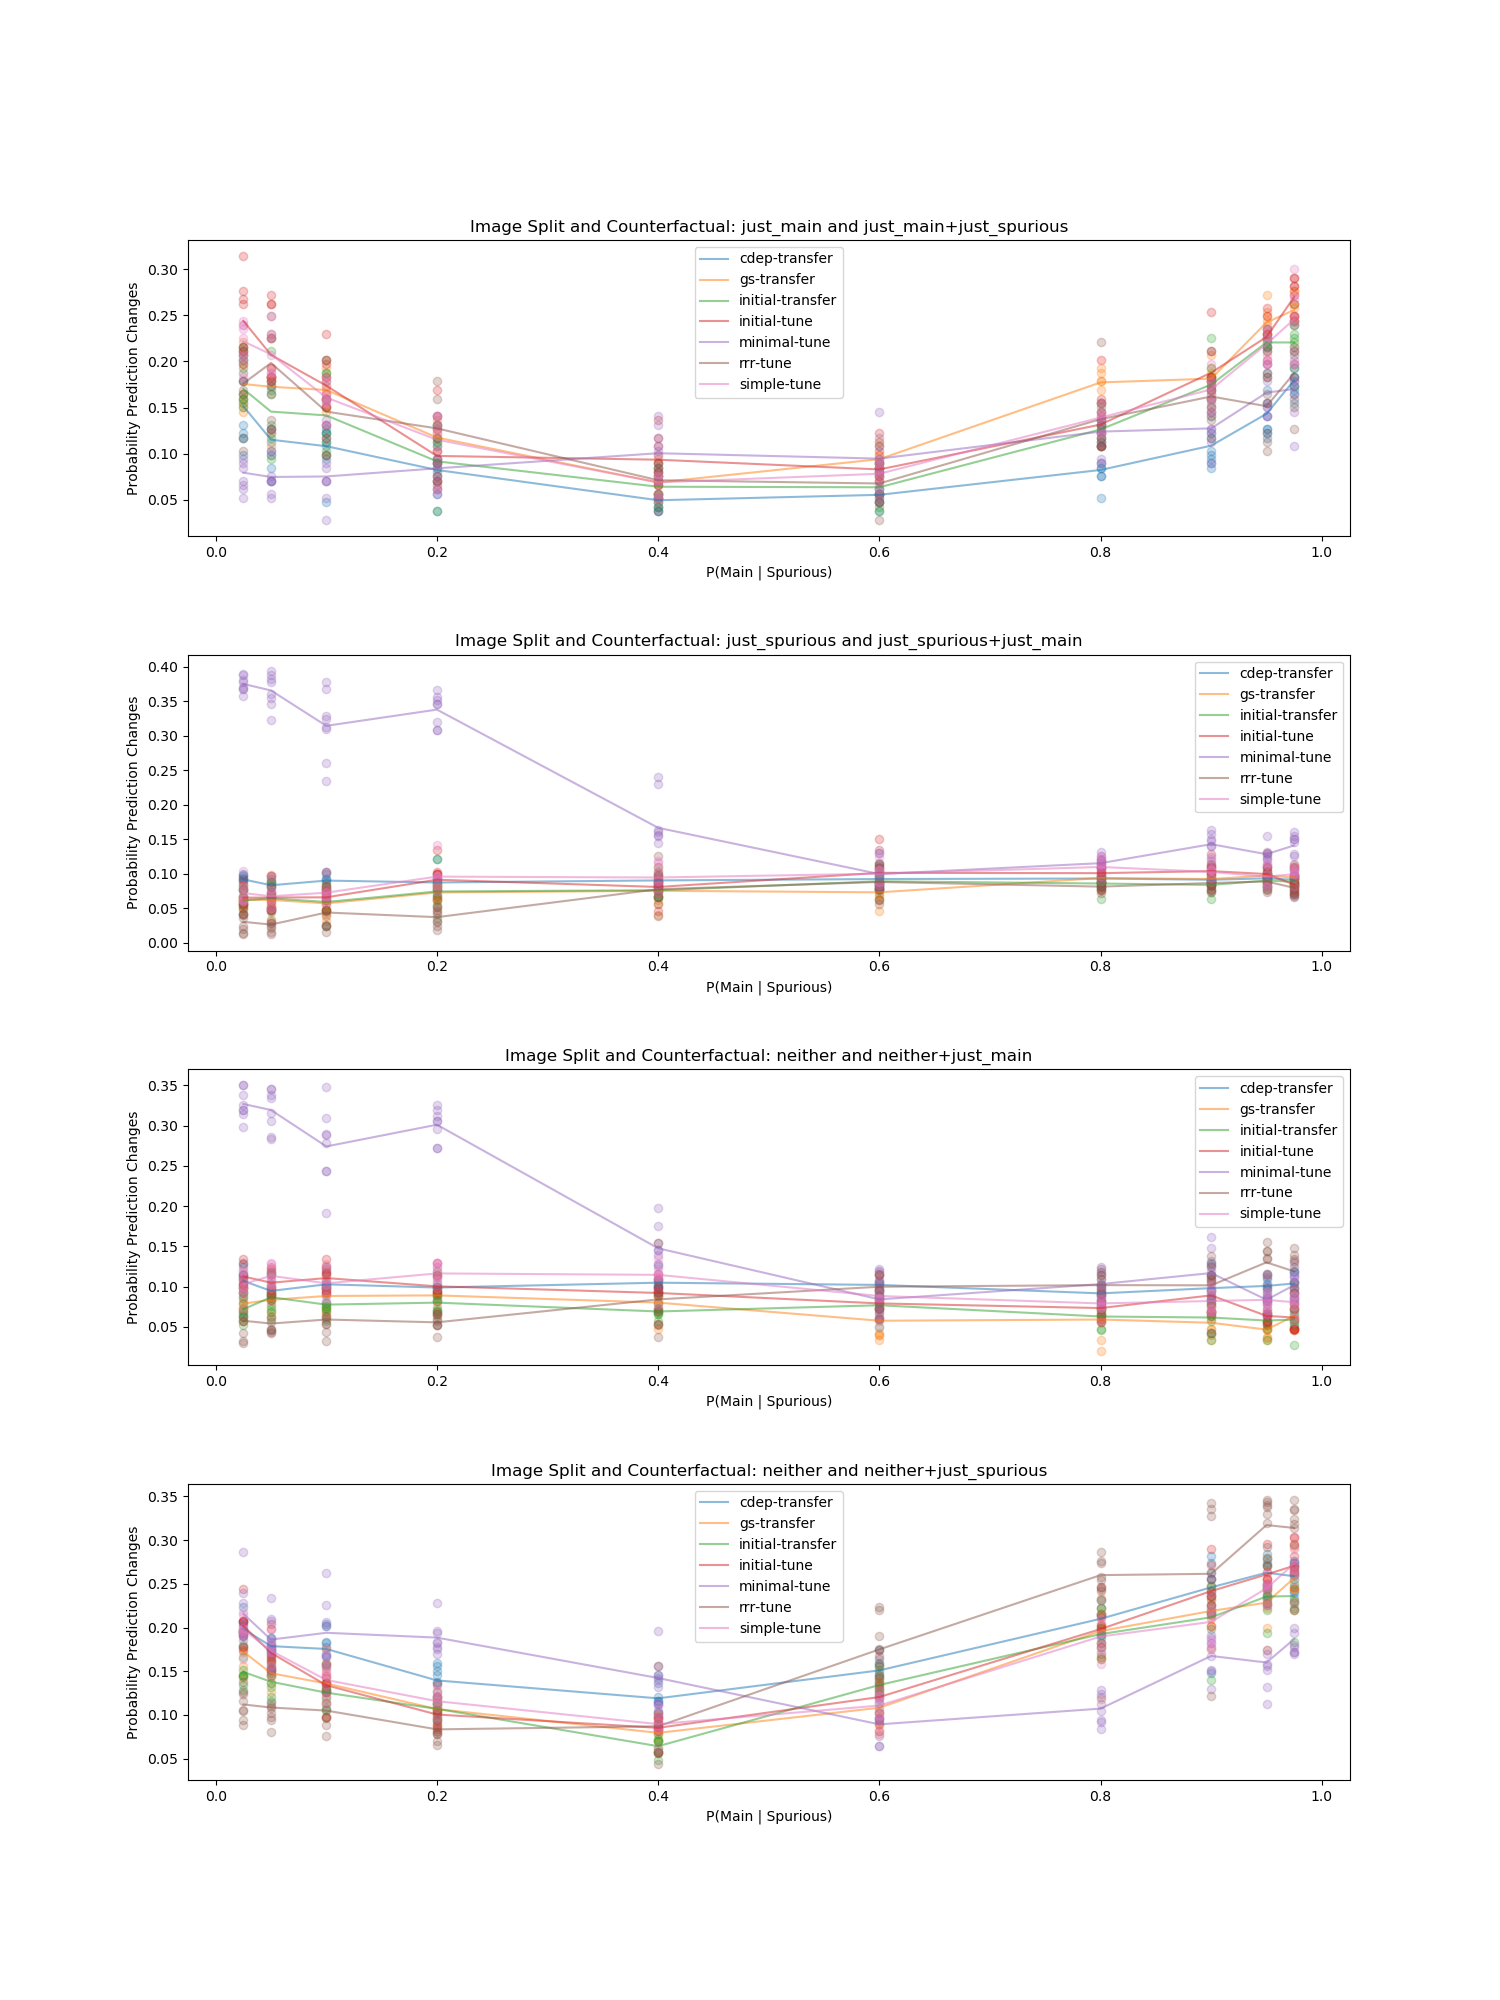 Image Split and Counterfactual: just_main and just_main+just_spurious
Probability Prediction Changes
0.30
0.25
0.20
0.15
0.10
0.05
cdep-transfer
gs-transfer
initial-transfer
initial-tune
minimal-tune
rrr-tune
simple-tune
0.0 0.2 0.4 0.6 0.8 1.0
P(Main | Spurious)
Image Split and Counterfactual: just_spurious and just_spurious+just_main
Probability Prediction Changes
0.40
0.35
0.30
0.25
0.20
0.15
0.10
0.05
0.00
cdep-transfer
gs-transfer
initial-transfer
initial-tune
minimal-tune
rrr-tune
simple-tune
0.0 0.2 0.4 0.6 0.8 1.0
P(Main | Spurious)
Image Split and Counterfactual: neither and neither+just_main
Probability Prediction Changes
0.35
0.30
0.25
0.20
0.15
0.10
0.05
cdep-transfer
gs-transfer
initial-transfer
initial-tune
minimal-tune
rrr-tune
simple-tune
0.0 0.2 0.4 0.6 0.8 1.0
P(Main | Spurious)
Image Split and Counterfactual: neither and neither+just_spurious
Probability Prediction Changes
0.35
0.30
0.25
0.20
0.15
0.10
0.05
cdep-transfer
gs-transfer
initial-transfer
initial-tune
minimal-tune
rrr-tune
simple-tune
0.0 0.2 0.4 0.6 0.8 1.0
P(Main | Spurious)